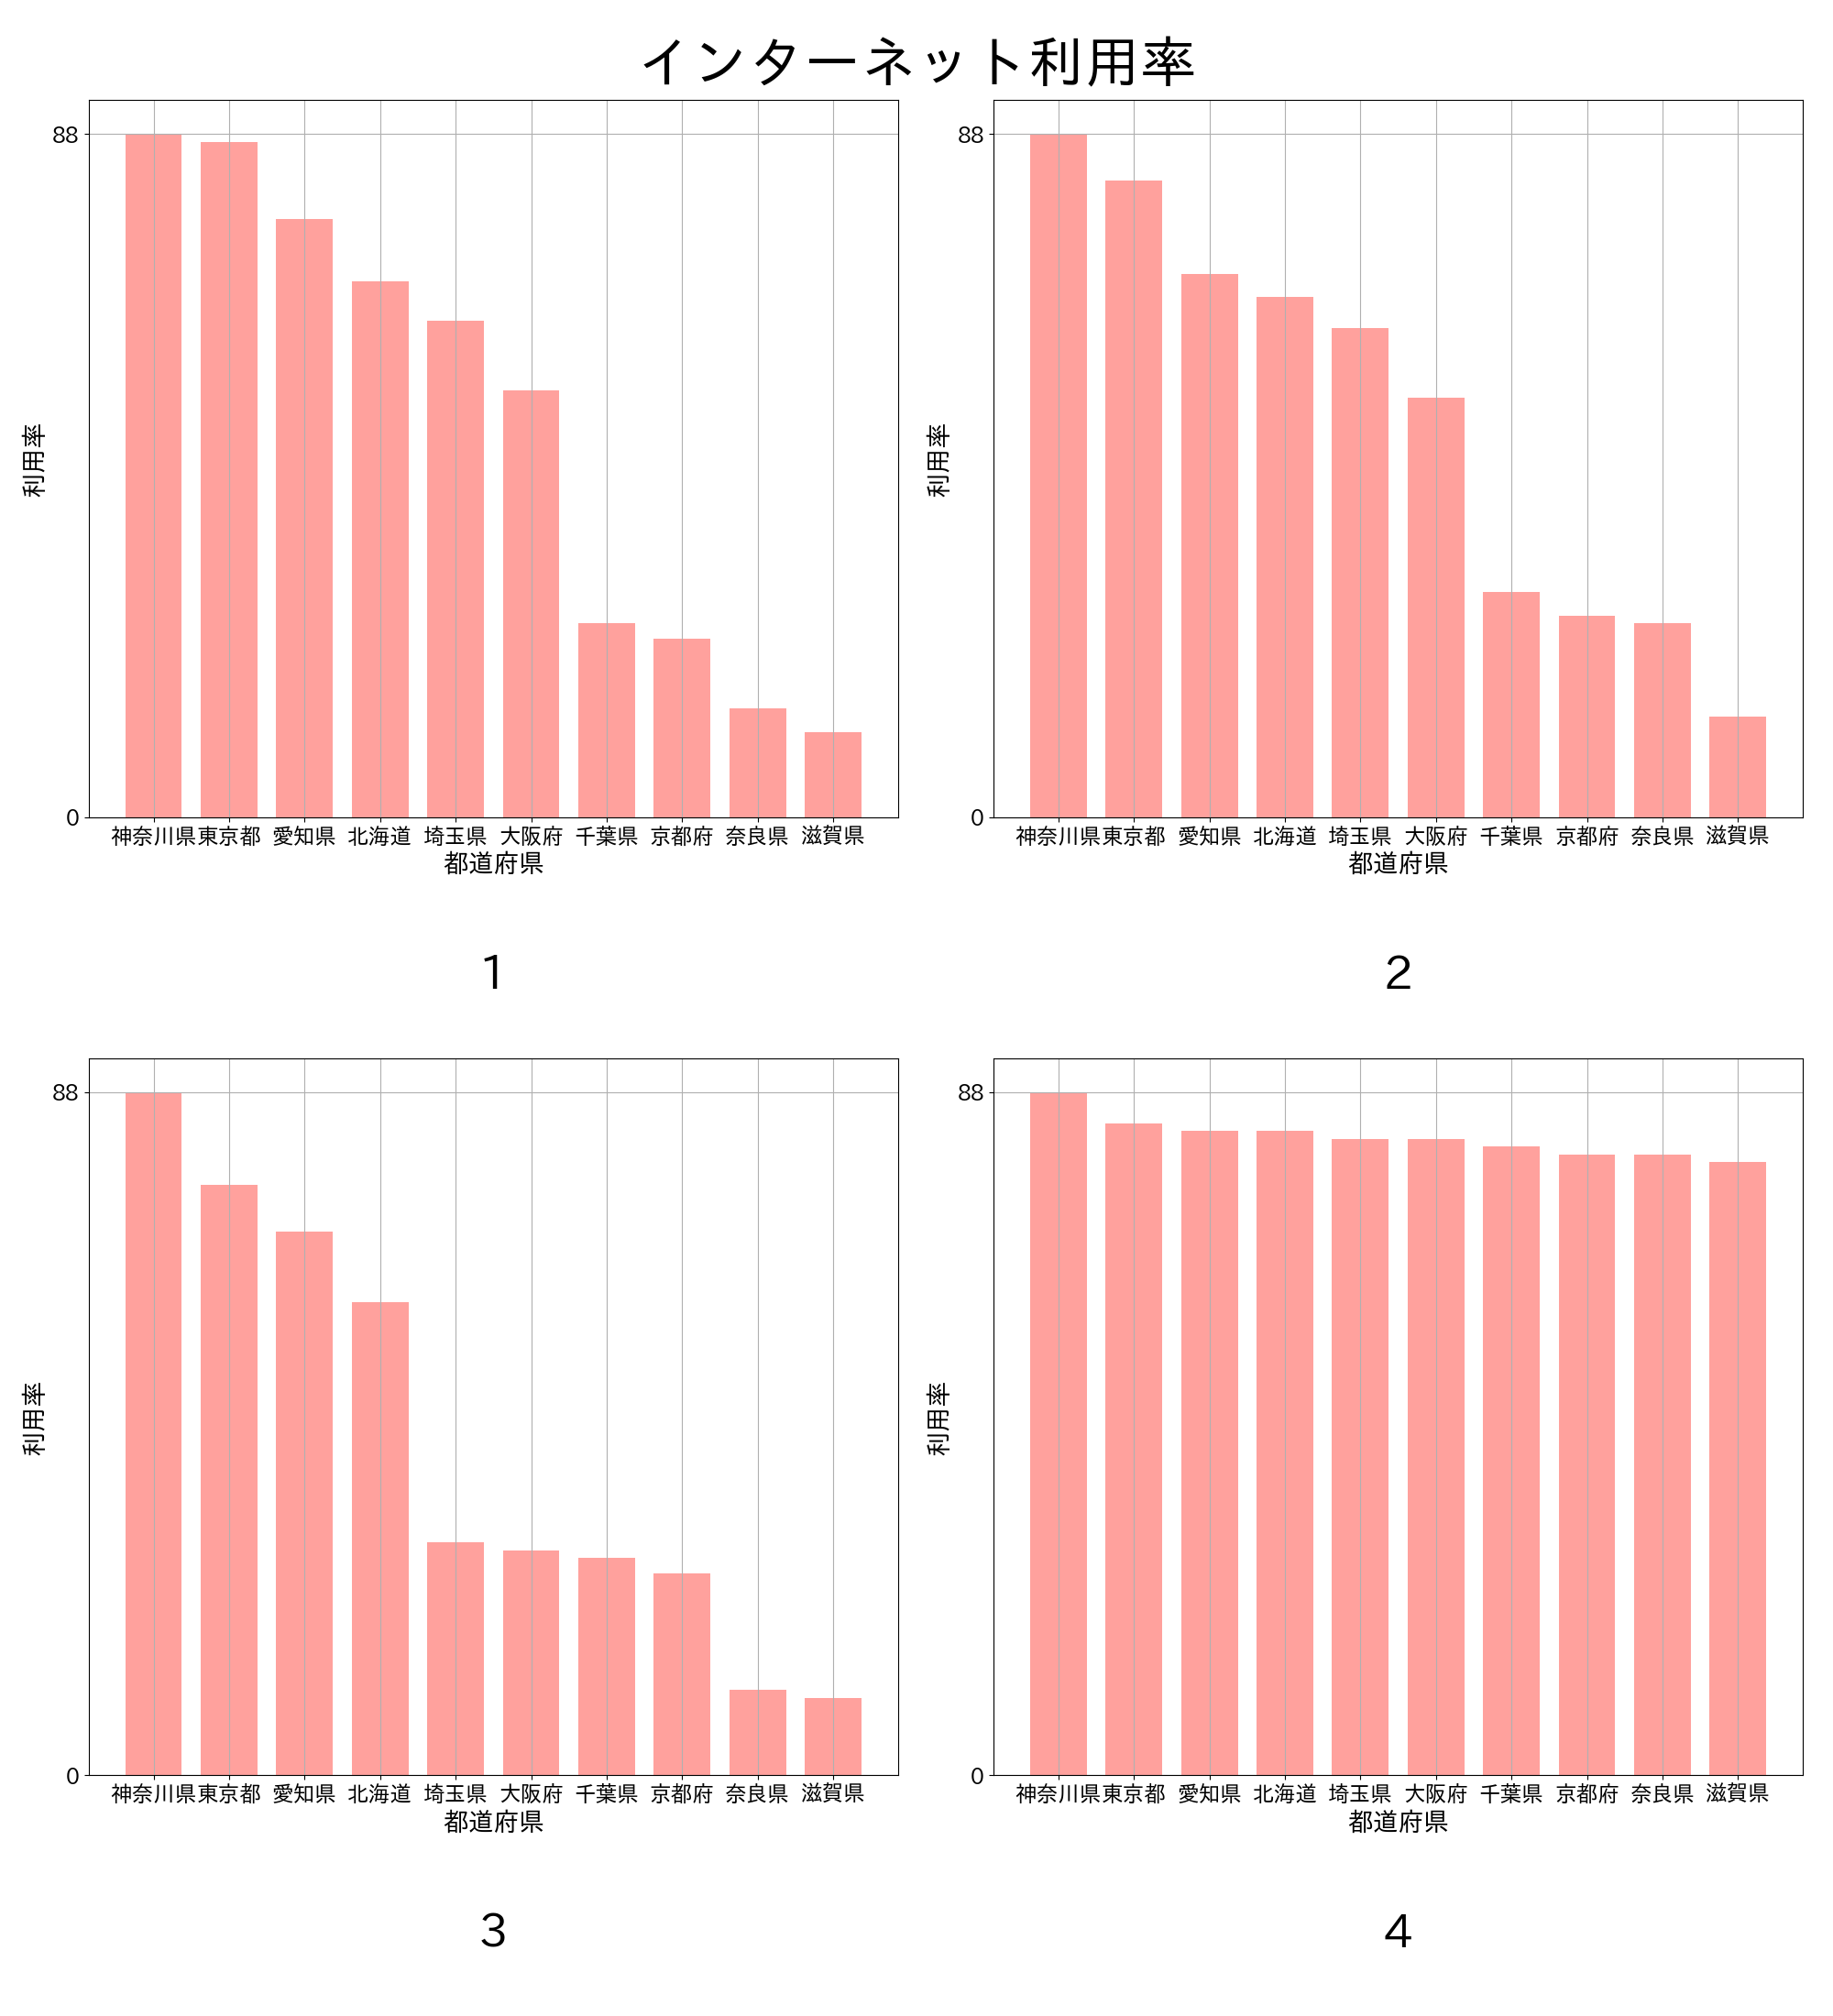 インターネット利用率
88
0
利用率
神奈川県 東京都 愛知県 北海道 埼玉県 大阪府 千葉県 京都府 奈良県 滋賀県
都道府県
1
88
0
利用率
神奈川県 東京都 愛知県 北海道 埼玉県 大阪府 千葉県 京都府 奈良県 滋賀県
都道府県
2
88
0
利用率
神奈川県 東京都 愛知県 北海道 埼玉県 大阪府 千葉県 京都府 奈良県 滋賀県
都道府県
3
88
0
利用率
神奈川県 東京都 愛知県 北海道 埼玉県 大阪府 千葉県 京都府 奈良県 滋賀県
都道府県
4